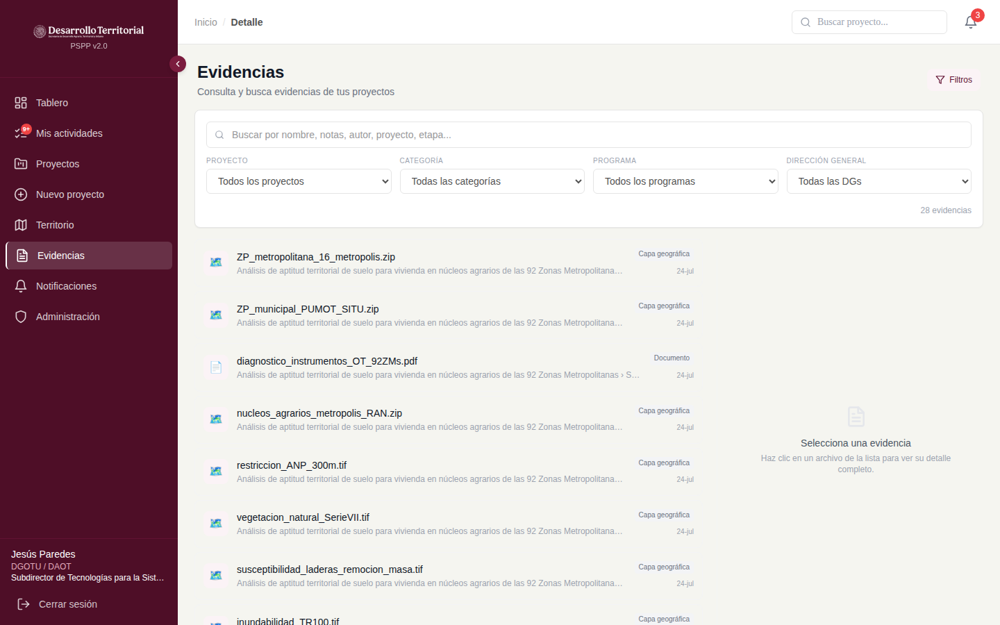 DesarrolloTerritorial
PSPP v2.0
Tablero
9+
Mis actividades
Proyectos
Nuevo proyecto
Territorio
Evidencias
Notificaciones
Administración
Jesús Paredes
DGOTU / DAOT
Subdirector de Tecnologías para la Sist…
Cerrar sesión
Inicio / Detalle
Buscar proyecto...
3
Evidencias
Consulta y busca evidencias de tus proyectos
Filtros
Buscar por nombre, notas, autor, proyecto, etapa...
PROYECTO
Todos los proyectos
CATEGORÍA
Todas las categorías
PROGRAMA
Todos los programas
DIRECCIÓN GENERAL
Todas las DGs
28 evidencias
ZP_metropolitana_16_metropolis.zip
Capa geográfica
Análisis de aptitud territorial de suelo para vivienda en núcleos agrarios de las 92 Zonas Metropolitana…
24-jul
ZP_municipal_PUMOT_SITU.zip
Capa geográfica
Análisis de aptitud territorial de suelo para vivienda en núcleos agrarios de las 92 Zonas Metropolitana…
24-jul
diagnostico_instrumentos_OT_92ZMs.pdf
Documento
Análisis de aptitud territorial de suelo para vivienda en núcleos agrarios de las 92 Zonas Metropolitanas › S…
24-jul
nucleos_agrarios_metropolis_RAN.zip
Capa geográfica
Análisis de aptitud territorial de suelo para vivienda en núcleos agrarios de las 92 Zonas Metropolitana…
24-jul
restriccion_ANP_300m.tif
Capa geográfica
Análisis de aptitud territorial de suelo para vivienda en núcleos agrarios de las 92 Zonas Metropolitana…
24-jul
vegetacion_natural_SerieVII.tif
Capa geográfica
Análisis de aptitud territorial de suelo para vivienda en núcleos agrarios de las 92 Zonas Metropolitana…
24-jul
susceptibilidad_laderas_remocion_masa.tif
Capa geográfica
Análisis de aptitud territorial de suelo para vivienda en núcleos agrarios de las 92 Zonas Metropolitana…
24-jul
inundabilidad_TR100.tif
Capa geográfica
Selecciona una evidencia
Haz clic en un archivo de la lista para ver su detalle
completo.